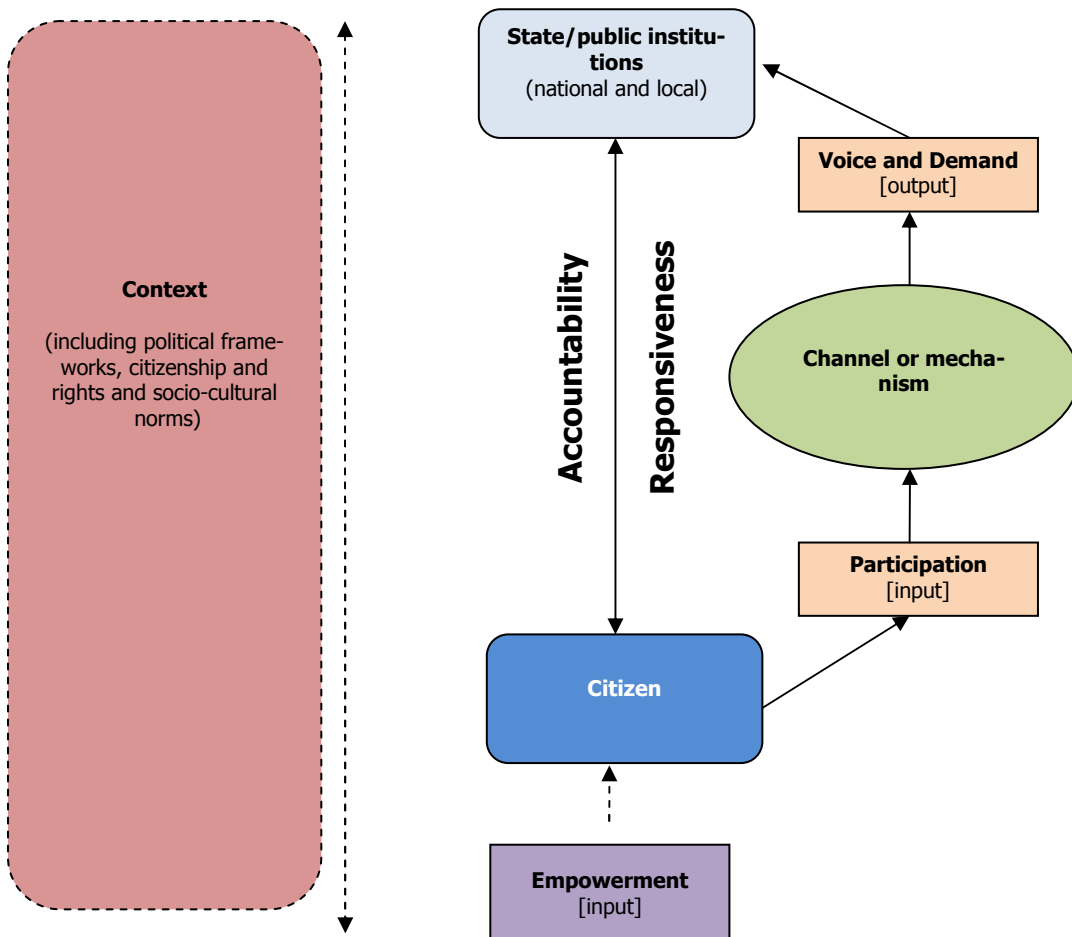 State/public institu-
tions
(national and local)
Voice and Demand
[output]
Context
(including political frame-
works, citizenship and
rights and socio-cultural
norms)
Accountability
Responsiveness
Channel or mecha-
nism
Participation
[input]
Citizen
Empowerment
[input]